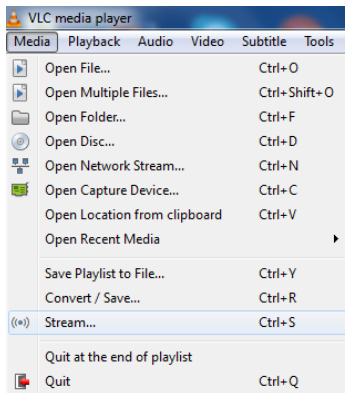 VLC media player
Media Playback Audio Video Subtitle Tools
Open File... Ctrl+O
Open Multiple Files... Ctrl+Shift+O
Open Folder... Ctrl+F
Open Disc... Ctrl+D
Open Network Stream... Ctrl+N
Open Capture Device... Ctrl+C
Open Location from clipboard Ctrl+V
Open Recent Media
Save Playlist to File... Ctrl+Y
Convert / Save... Ctrl+R
Stream... Ctrl+S
Quit at the end of playlist
Quit Ctrl+Q